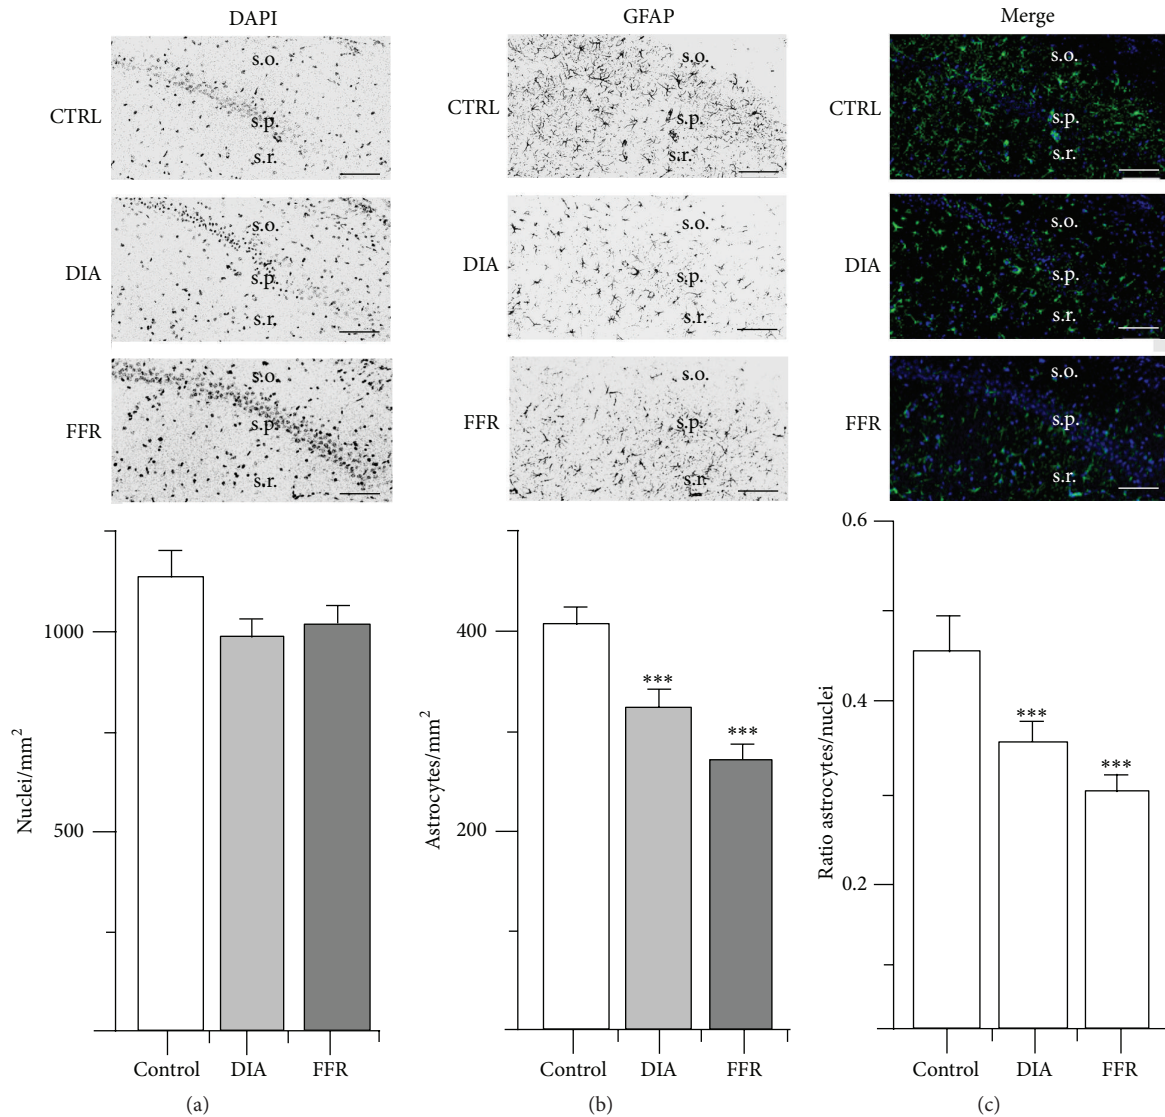 DAPI
GFAP
Merge
CTRL
s.o.
s.p.
s.r.
CTRL
s.o.
s.p.
s.r.
CTRL
s.o.
s.p.
s.r.
DIA
s.o.
s.p.
s.r.
DIA
s.o.
s.p.
s.r.
DIA
s.o.
s.p.
s.r.
FFR
s.o.
s.p.
s.r.
FFR
s.o.
s.p.
s.r.
FFR
s.o.
s.p.
s.r.
Nuclei/mm²
1000
500
Control DIA FFR
(a)
Astrocytes/mm²
400
200
***
***
Control DIA FFR
(b)
Ratio astrocytes/nuclei
0.6
0.4
0.2
***
***
Control DIA FFR
(c)